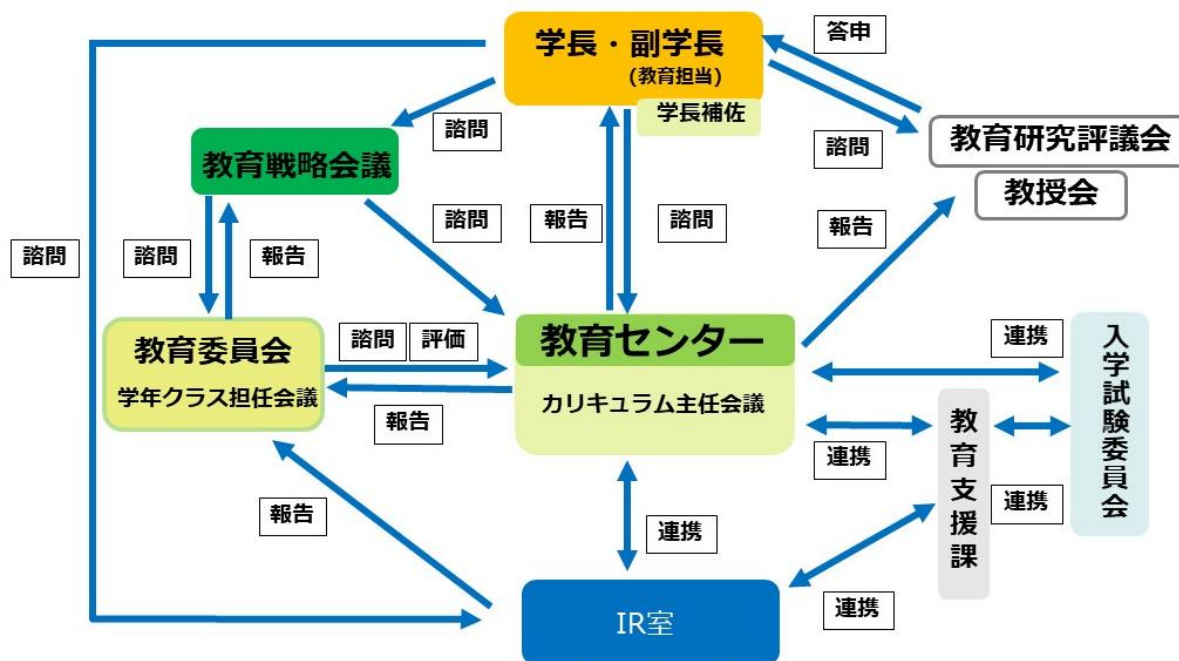 学長・副学長
(教育担当)
学長補佐
答申
諮問
教育研究評議会
教授会
諮問
教育戦略会議
諮問
報告
諮問
報告
諮問
諮問
報告
教育委員会
学年クラス担任会議
諮問
評価
報告
教育センター
カリキュラム主任会議
連携
入学試験委員会
連携
教育支援課
連携
報告
連携
連携
IR室